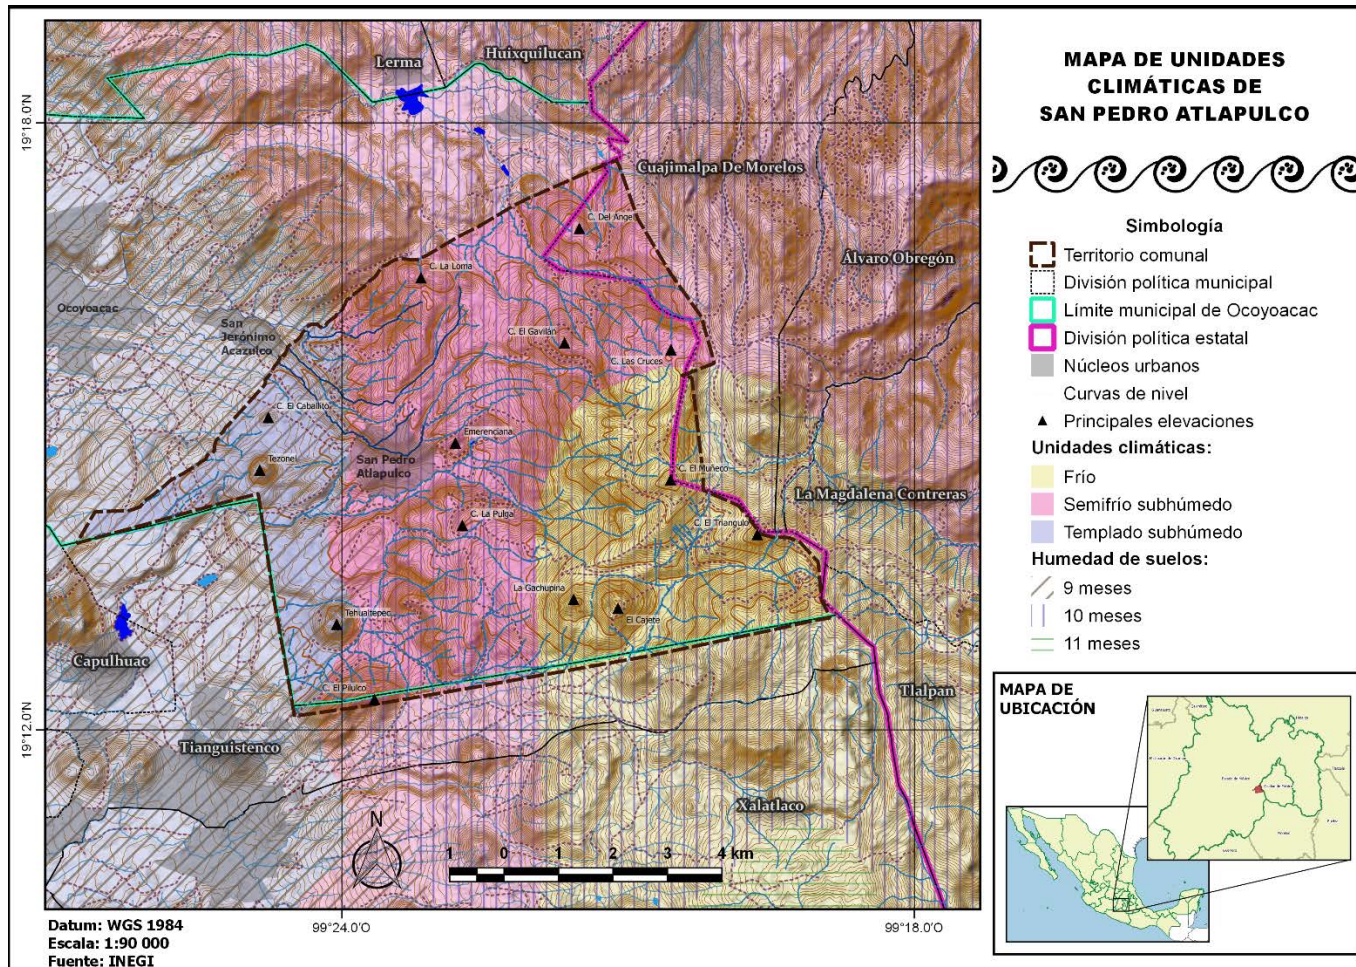 MAPA DE UNIDADES
CLIMÁTICAS DE
SAN PEDRO ATLAPULCO
Simbología
Territorio comunal
División política municipal
Límite municipal de Ocoyoacac
División política estatal
Núcleos urbanos
Curvas de nivel
Principales elevaciones
Unidades climáticas:
Frío
Semifrío subhúmedo
Templado subhúmedo
Humedad de suelos:
9 meses
10 meses
11 meses
MAPA DE
UBICACIÓN
Huixquilucan
Lerma
19°18.0'N
Cuajimalpa De Morelos
C. Del Ángel
Álvaro Obregón
C. La Loma
Ocoyoacac
San
Jerónimo
Acazulco
C. El Gavilán
C. Las Cruces
C. El Caballito
Emerenciana
San Pedro
Atlapulco
Tezonel
C. El Muñeco
La Magdalena Contreras
C. La Pulga
C. El Triangulo
La Gachupina
El Cajete
Tehualtepec
Capulhuac
C. El Pilulco
Tlalpan
19°12.0'N
Tianguistenco
Xalatlaco
N
1 0 1 2 3 4 km
99°24.0'O
99°18.0'O
Datum: WGS 1984
Escala: 1:90 000
Fuente: INEGI